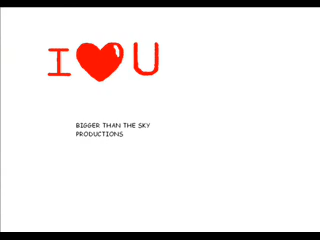 I ❤ U
BIGGER THAN THE SKY
PRODUCTIONS